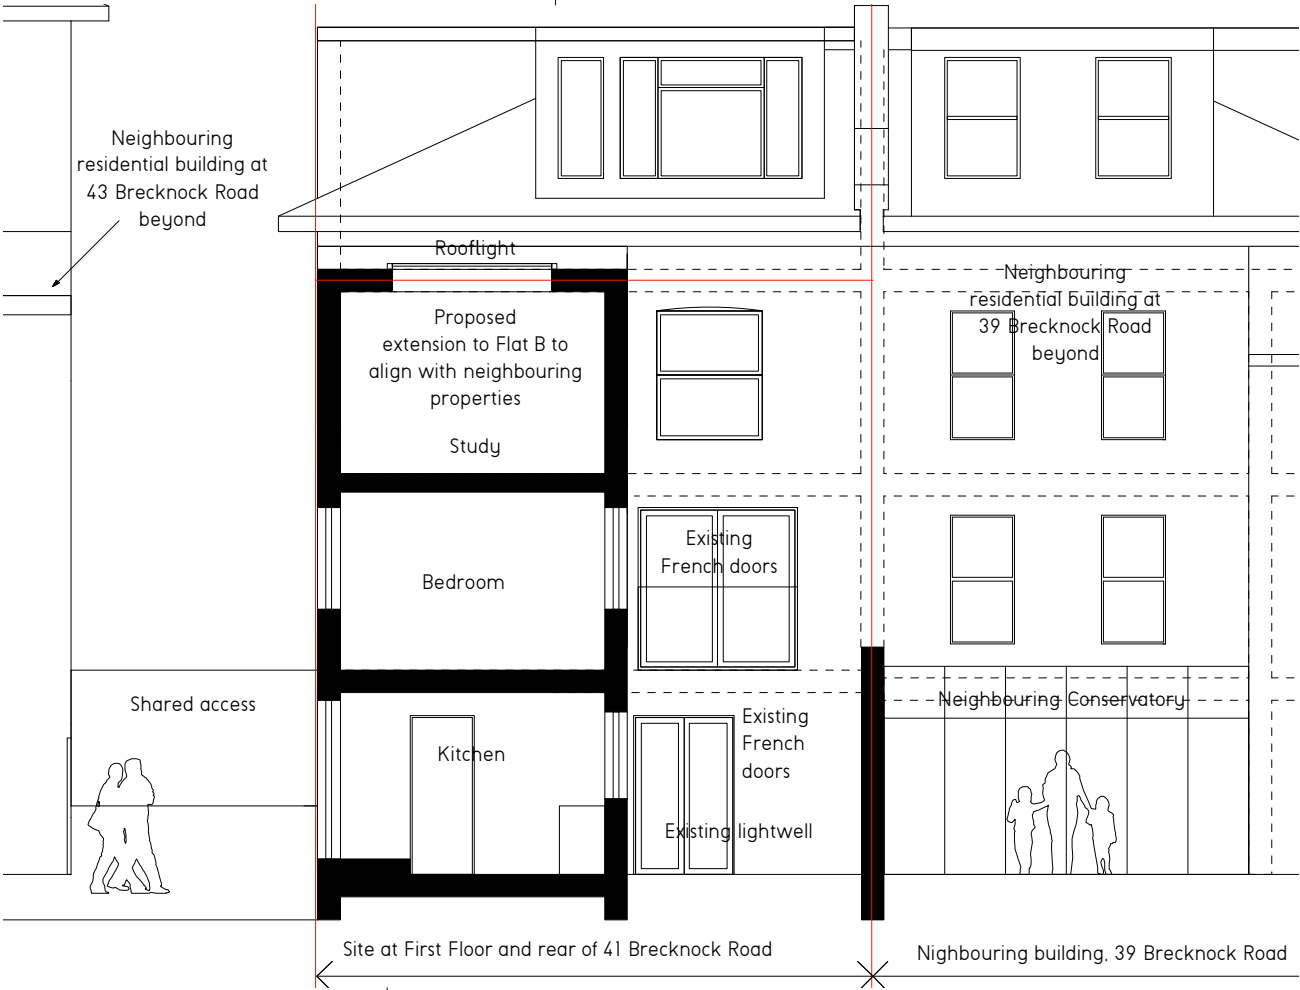 Neighbouring
residential building at
43 Brecknock Road
beyond
Rooflight
Proposed
extension to Flat B to
align with neighbouring
properties
Study
Neighbouring
residential building at
39 Brecknock Road
beyond
Bedroom
Existing
French doors
Shared access
Kitchen
Existing
French
doors
Existing lightwell
Neighbouring Conservatory
Site at First Floor and rear of 41 Brecknock Road
Nighbouring building, 39 Brecknock Road